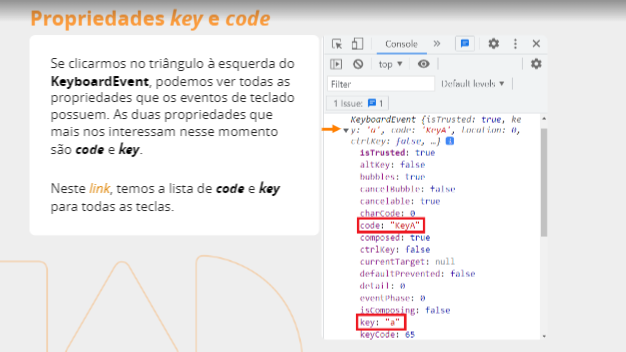 Propriedades key e code
Se clicarmos no triângulo à esquerda do
KeyboardEvent, podemos ver todas as
propriedades que os eventos de teclado
possuem. As duas propriedades que
mais nos interessam nesse momento
são code e key.
Neste link, temos a lista de code e key
para todas as teclas.
Console »
top ▼
Filter
Default levels ▼
1 Issue: 1
KeyboardEvent {isTrusted: true, ke
y: 'a', code: 'KeyA', location: 0,
ctrlKey: false, …}
isTrusted: true
altKey: false
bubbles: true
cancelBubble: false
cancelable: true
charCode: 0
code: "KeyA"
composed: true
ctrlKey: false
currentTarget: null
defaultPrevented: false
detail: 0
eventPhase: 0
isComposing: false
key: "a"
keyCode: 65